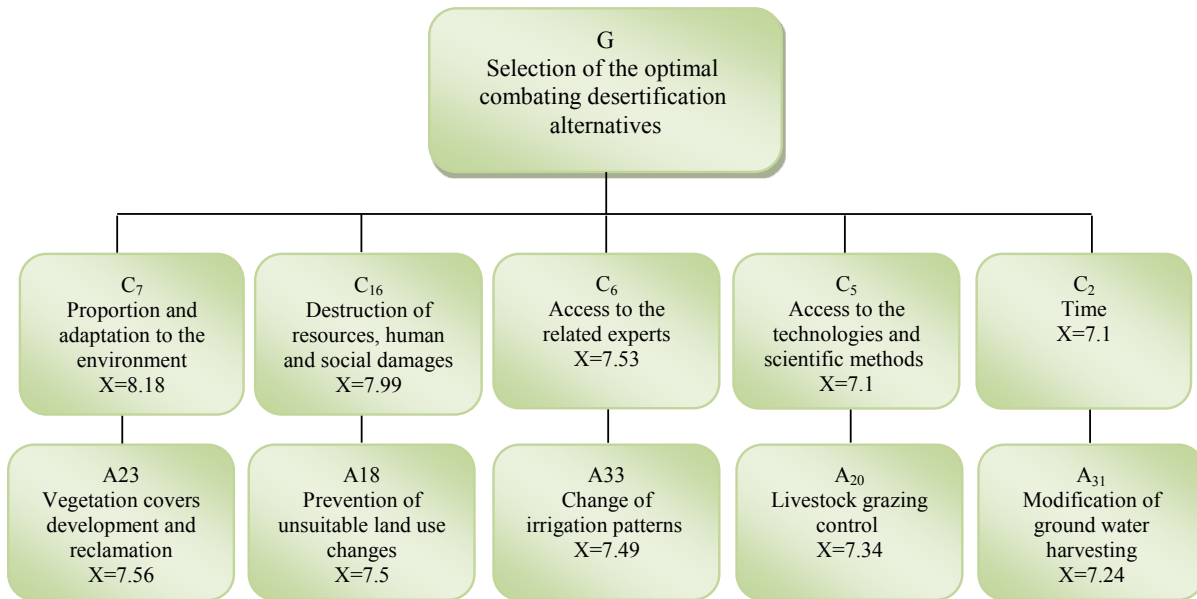 G
Selection of the optimal
combating desertification
alternatives
C₇
Proportion and
adaptation to the
environment
X=8.18
C₁₆
Destruction of
resources, human
and social damages
X=7.99
C₆
Access to the
related experts
X=7.53
C₅
Access to the
technologies and
scientific methods
X=7.1
C₂
Time
X=7.1
A23
Vegetation covers
development and
reclamation
X=7.56
A18
Prevention of
unsuitable land use
changes
X=7.5
A33
Change of
irrigation patterns
X=7.49
A₂₀
Livestock grazing
control
X=7.34
A₃₁
Modification of
ground water
harvesting
X=7.24